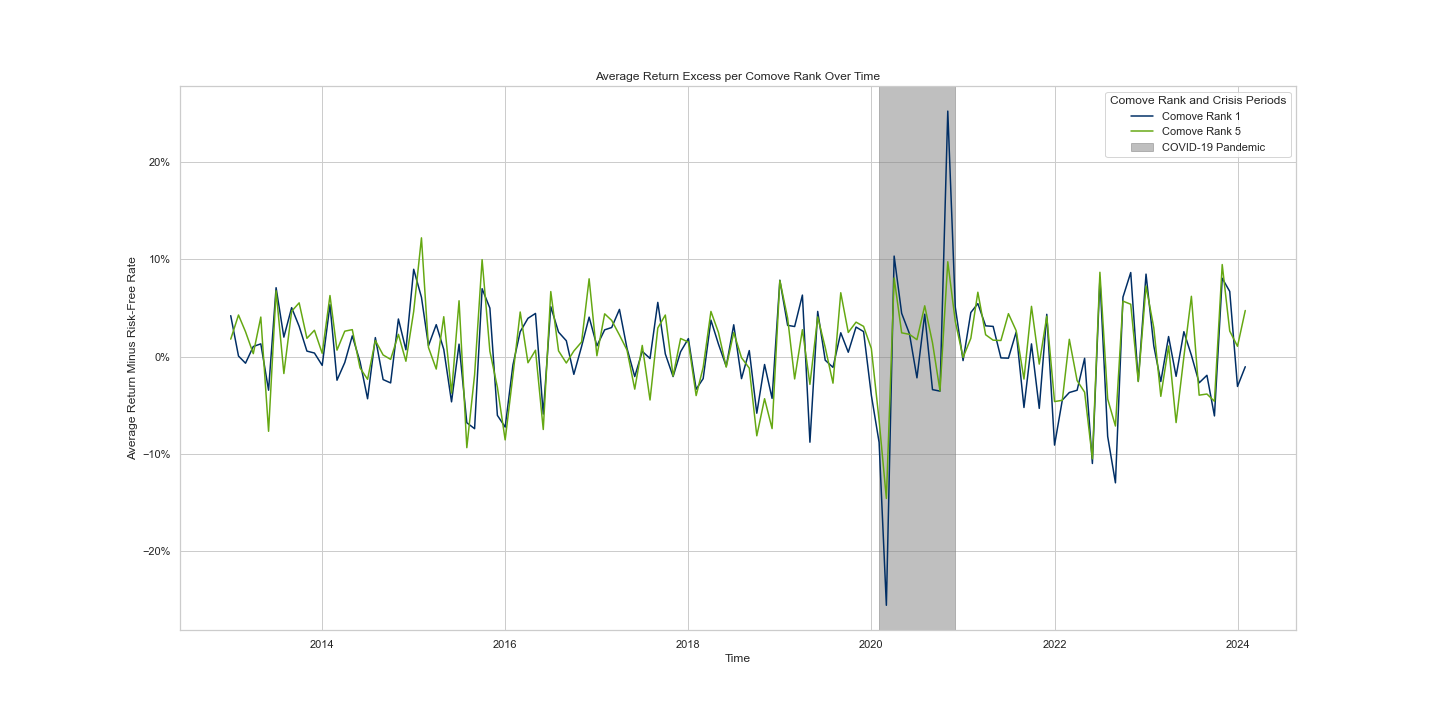 Average Return Excess per Comove Rank Over Time
Comove Rank and Crisis Periods
Comove Rank 1
Comove Rank 5
COVID-19 Pandemic
Average Return Minus Risk-Free Rate
20%
10%
0%
−10%
−20%
2014
2016
2018
2020
2022
2024
Time